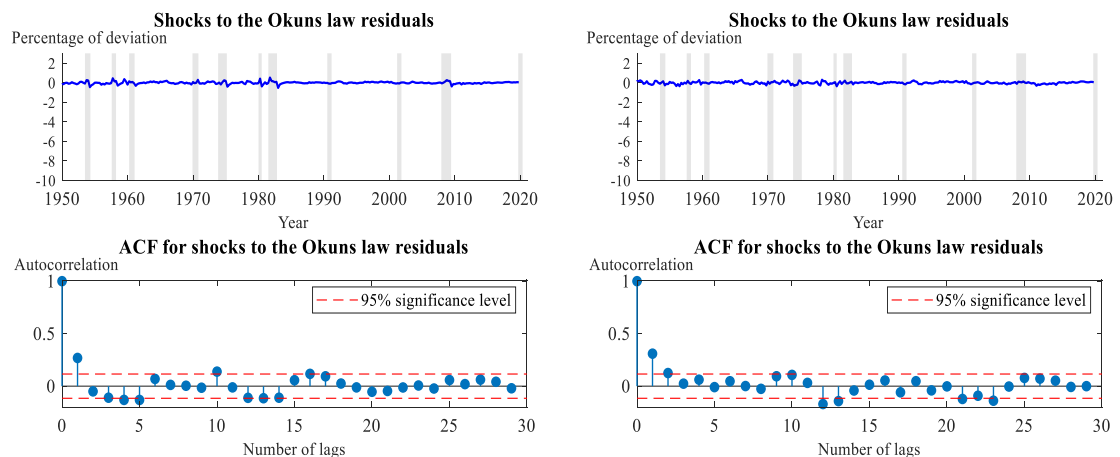 Shocks to the Okuns law residuals
Percentage of deviation
2
0
-2
-4
-6
-8
-10
1950 1960 1970 1980 1990 2000 2010 2020
Year
ACF for shocks to the Okuns law residuals
Autocorrelation
1
0.5
0
95% significance level
0 5 10 15 20 25 30
Number of lags
Shocks to the Okuns law residuals
Percentage of deviation
2
0
-2
-4
-6
-8
-10
1950 1960 1970 1980 1990 2000 2010 2020
Year
ACF for shocks to the Okuns law residuals
Autocorrelation
1
0.5
0
95% significance level
0 5 10 15 20 25 30
Number of lags